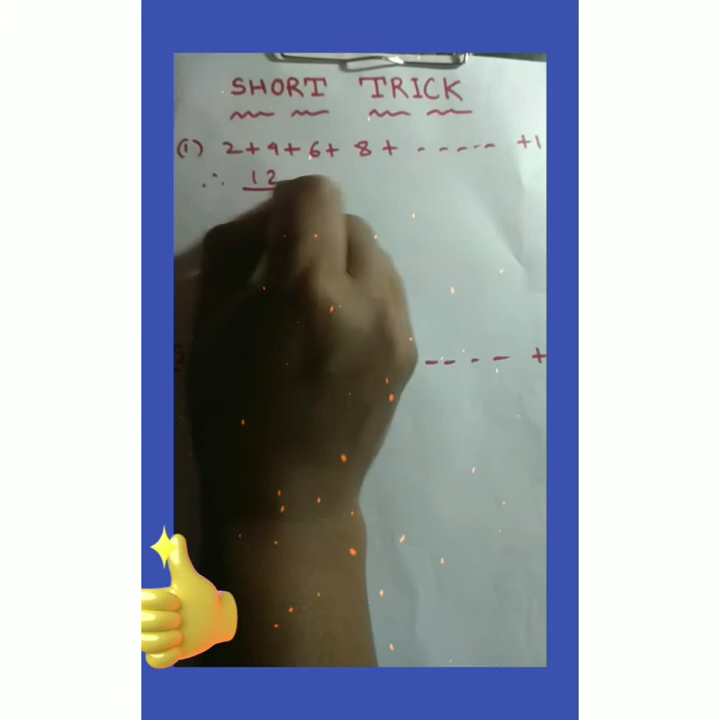 SHORT TRICK
(1) 2+4+6+ 8+ ----- +1
∴ 12
---- +